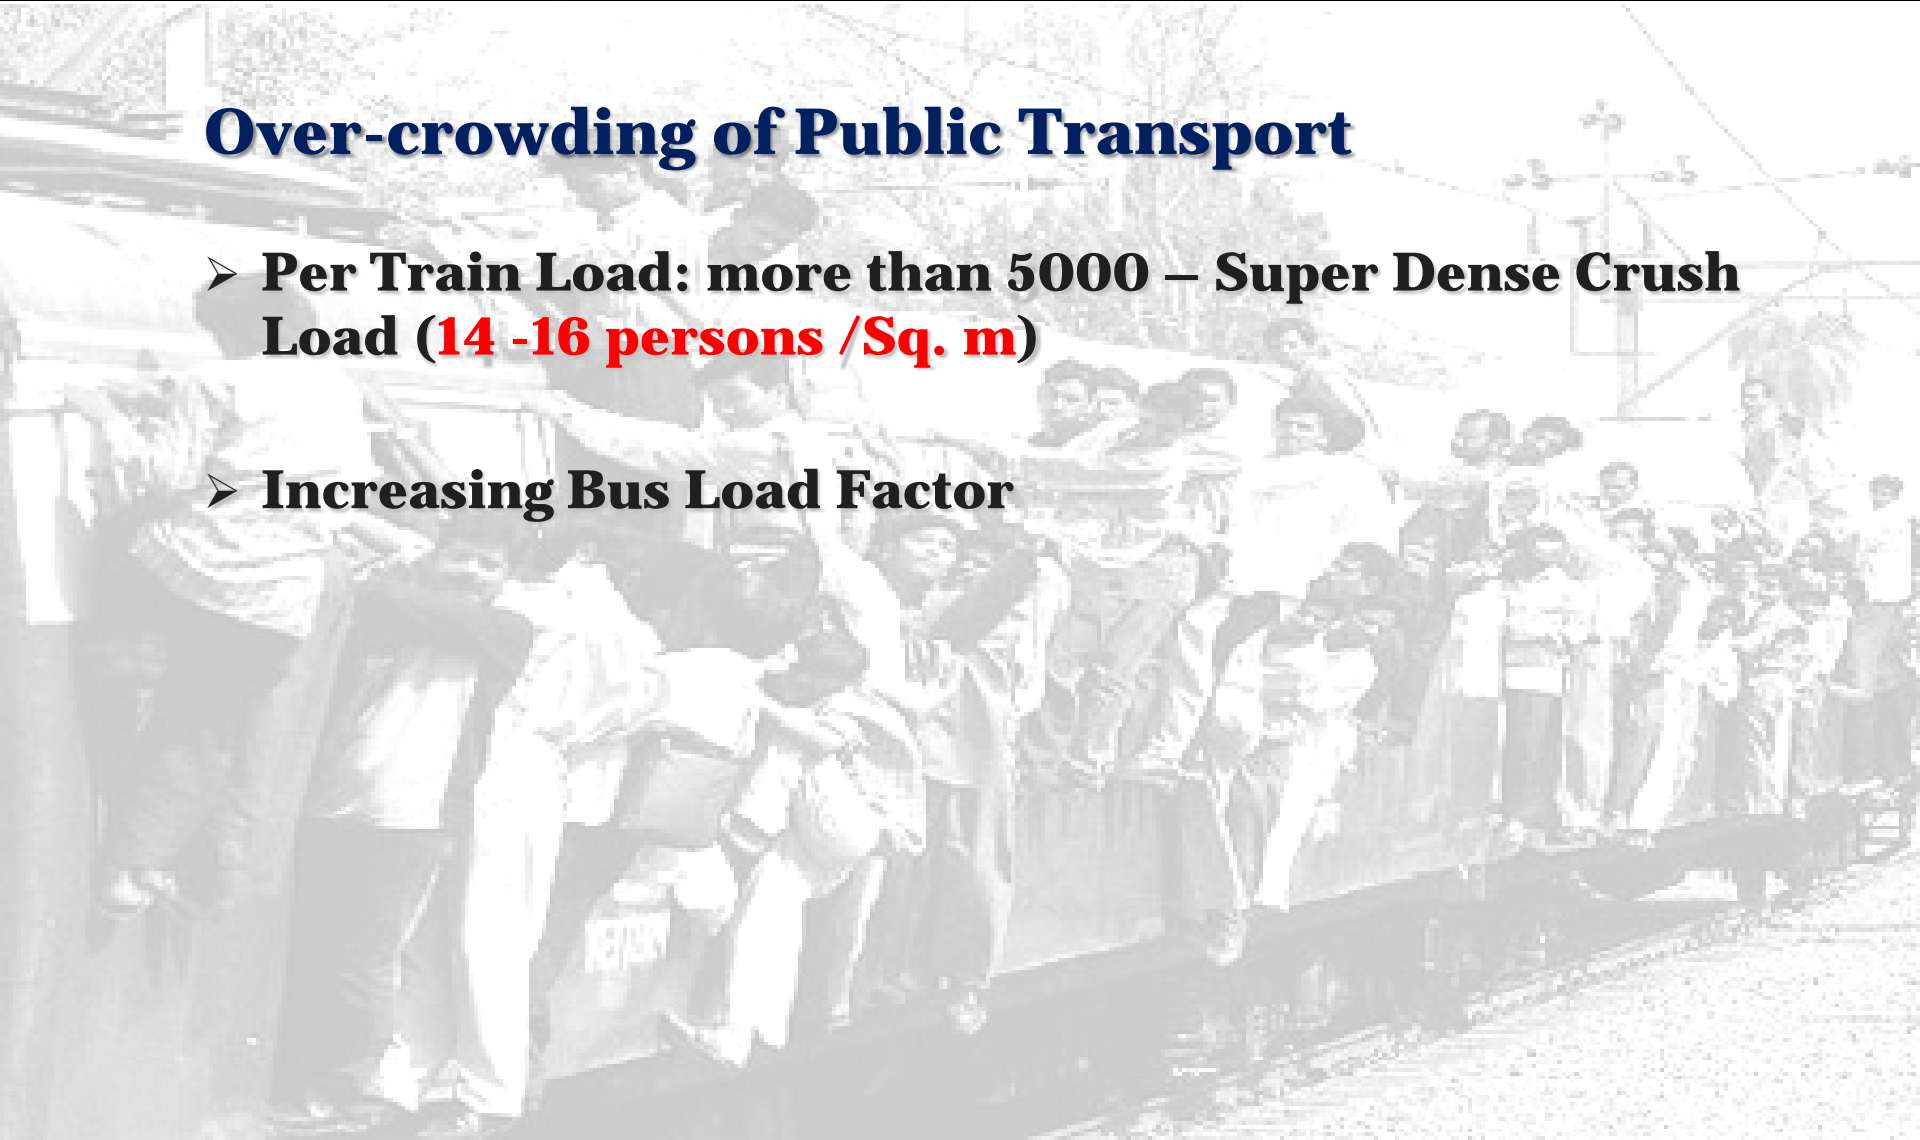 Over-crowding of Public Transport
➢ Per Train Load: more than 5000 – Super Dense Crush
Load (14 -16 persons /Sq. m)
➢ Increasing Bus Load Factor